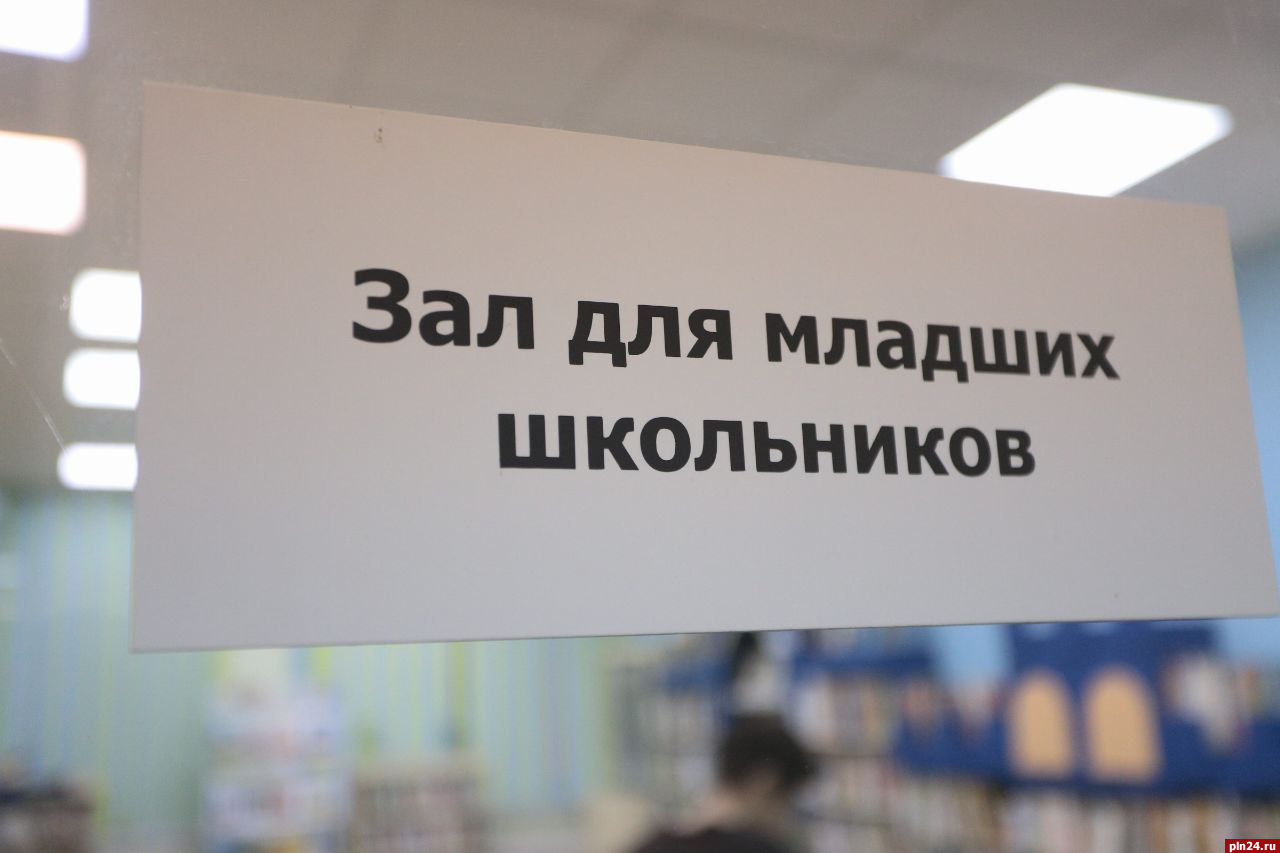 Зал для младших
школьников
pln24.ru